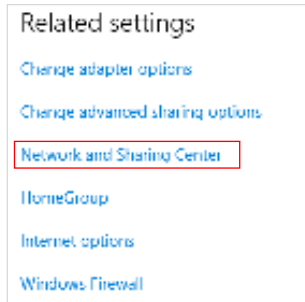 Related settings
Change adapter options
Change advanced sharing options
Network and Sharing Center
HomeGroup
Internet options
Windows Firewall